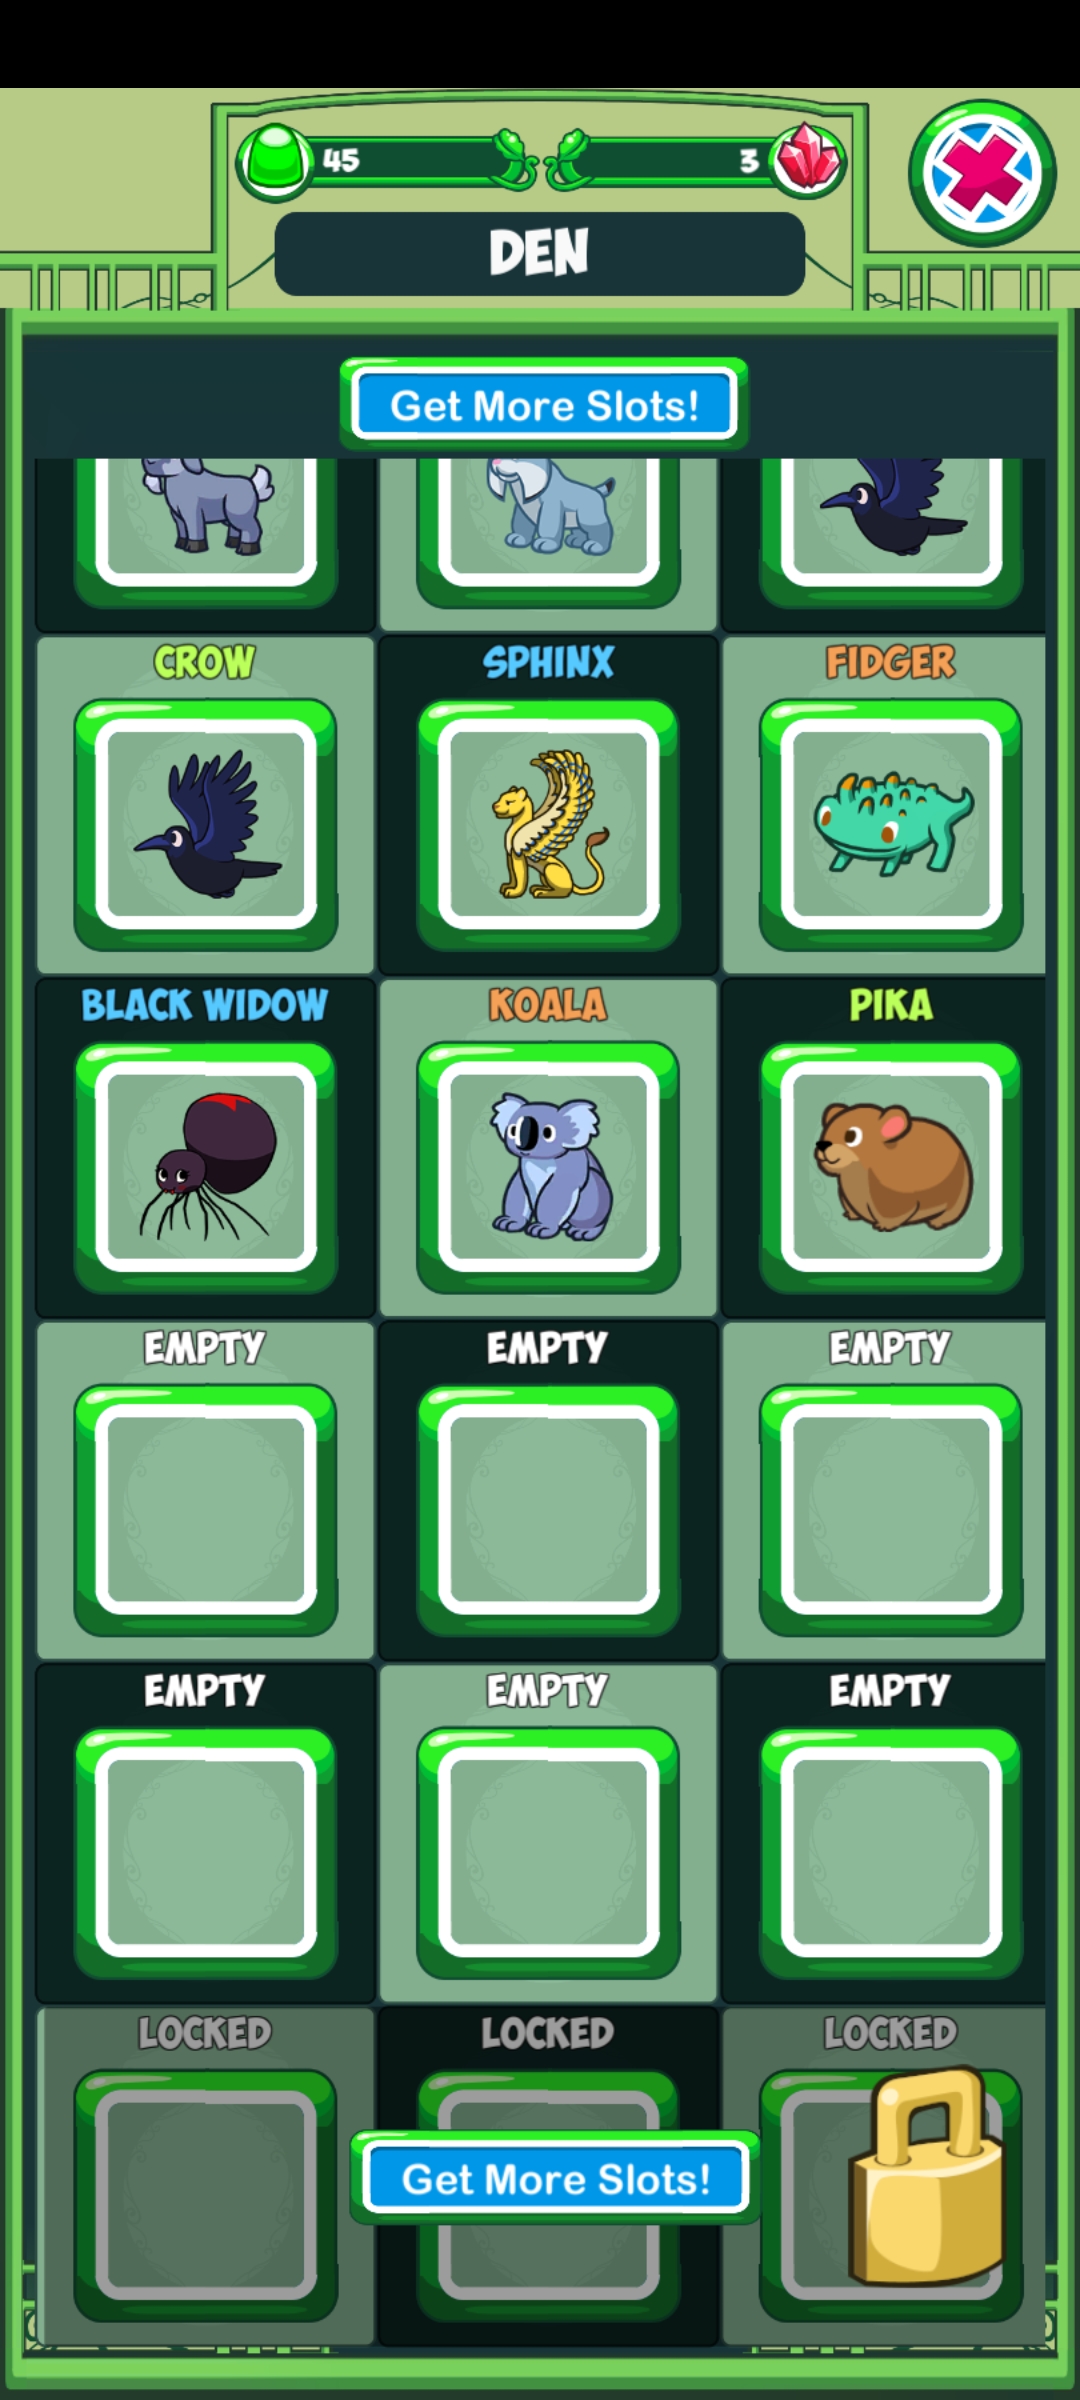 45
3
DEN
Get More Slots!
CROW
SPHINX
FIDGER
BLACK WIDOW
KOALA
PIKA
EMPTY
EMPTY
EMPTY
EMPTY
EMPTY
EMPTY
LOCKED
LOCKED
LOCKED
Get More Slots!